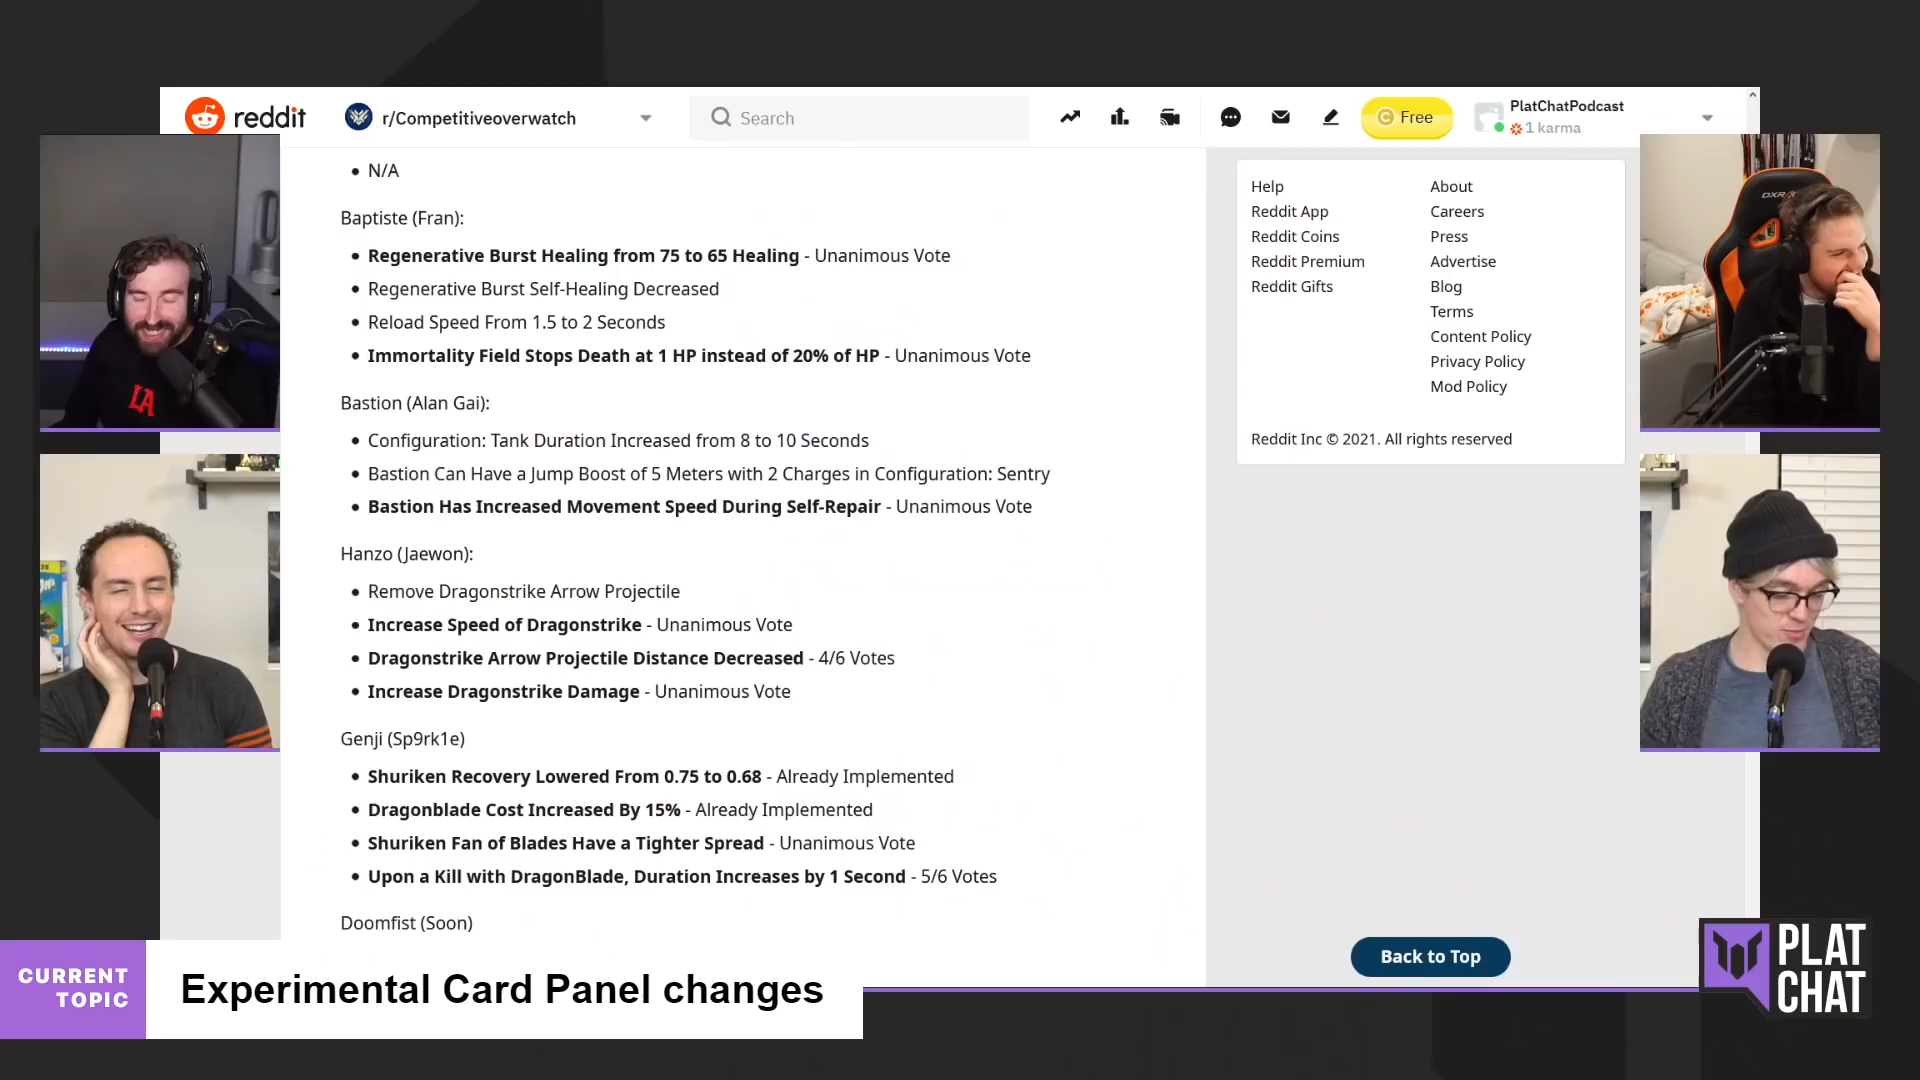 reddit
r/Competitiveoverwatch
Search
Free
PlatChatPodcast
1 karma
N/A
Baptiste (Fran):
Regenerative Burst Healing from 75 to 65 Healing - Unanimous Vote
Regenerative Burst Self-Healing Decreased
Reload Speed From 1.5 to 2 Seconds
Immortality Field Stops Death at 1 HP instead of 20% of HP - Unanimous Vote
Bastion (Alan Gai):
Configuration: Tank Duration Increased from 8 to 10 Seconds
Bastion Can Have a Jump Boost of 5 Meters with 2 Charges in Configuration: Sentry
Bastion Has Increased Movement Speed During Self-Repair - Unanimous Vote
Hanzo (Jaewon):
Remove Dragonstrike Arrow Projectile
Increase Speed of Dragonstrike - Unanimous Vote
Dragonstrike Arrow Projectile Distance Decreased - 4/6 Votes
Increase Dragonstrike Damage - Unanimous Vote
Genji (Sp9rk1e)
Shuriken Recovery Lowered From 0.75 to 0.68 - Already Implemented
Dragonblade Cost Increased By 15% - Already Implemented
Shuriken Fan of Blades Have a Tighter Spread - Unanimous Vote
Upon a Kill with DragonBlade, Duration Increases by 1 Second - 5/6 Votes
Doomfist (Soon)
Help
Reddit App
Reddit Coins
Reddit Premium
Reddit Gifts
About
Careers
Press
Advertise
Blog
Terms
Content Policy
Privacy Policy
Mod Policy
Reddit Inc © 2021. All rights reserved
Back to Top
LA
CURRENT
TOPIC
Experimental Card Panel changes
PLAT
CHAT